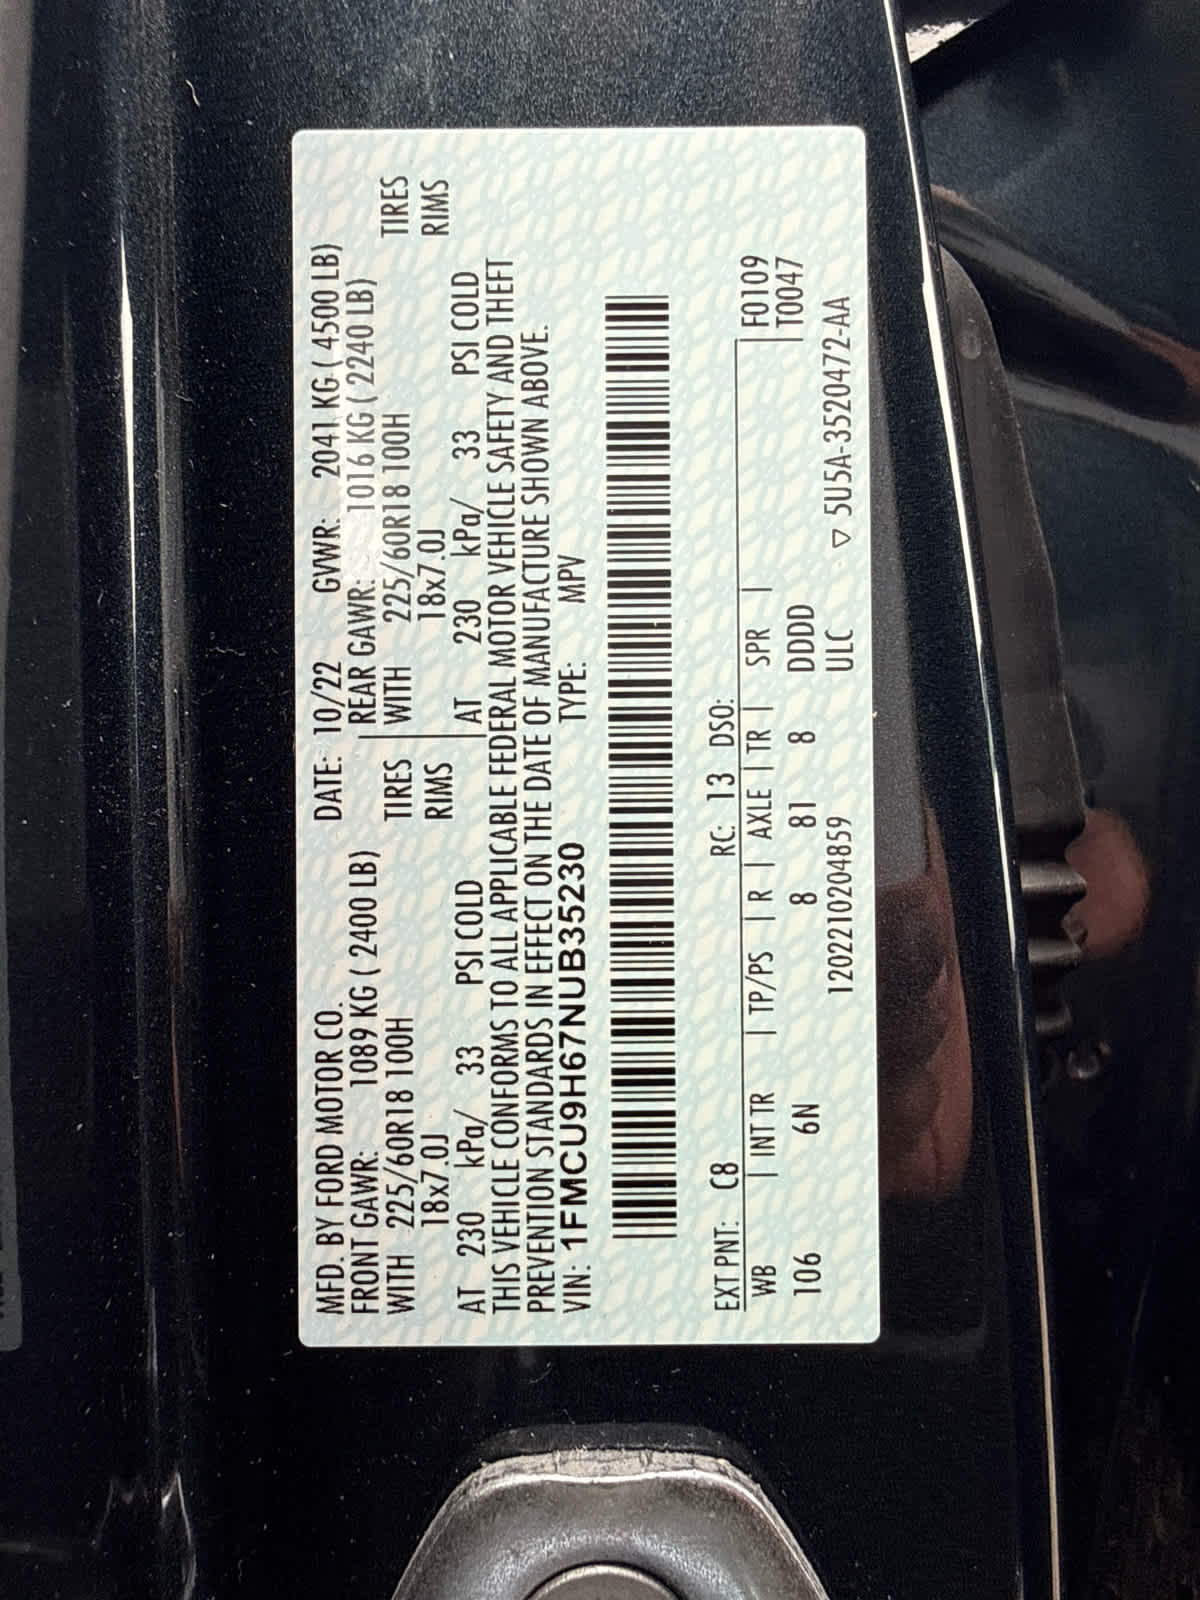 MFD. BY FORD MOTOR CO. DATE: 10/22 GVWR: 2041 KG ( 4500 LB)
FRONT GAWR: 1089 KG ( 2400 LB) REAR GAWR: 1016 KG ( 2240 LB)
WITH 225/60R18 100H TIRES WITH 225/60R18 100H TIRES
18x7.0J RIMS 18x7.0J RIMS
AT 230 kPa/ 33 PSI COLD AT 230 kPa/ 33 PSI COLD
THIS VEHICLE CONFORMS TO ALL APPLICABLE FEDERAL MOTOR VEHICLE SAFETY AND THEFT
PREVENTION STANDARDS IN EFFECT ON THE DATE OF MANUFACTURE SHOWN ABOVE.
VIN: 1FMCU9H67NUB35230 TYPE: MPV
EXT PNT: C8 RC: 13 DSO: F0109
WB | INT TR | TP/PS | R | AXLE | TR | SPR | T0047
106 6N 8 81 8 DDDD
1202210204859 ULC ▽ 5U5A-3520472-AA